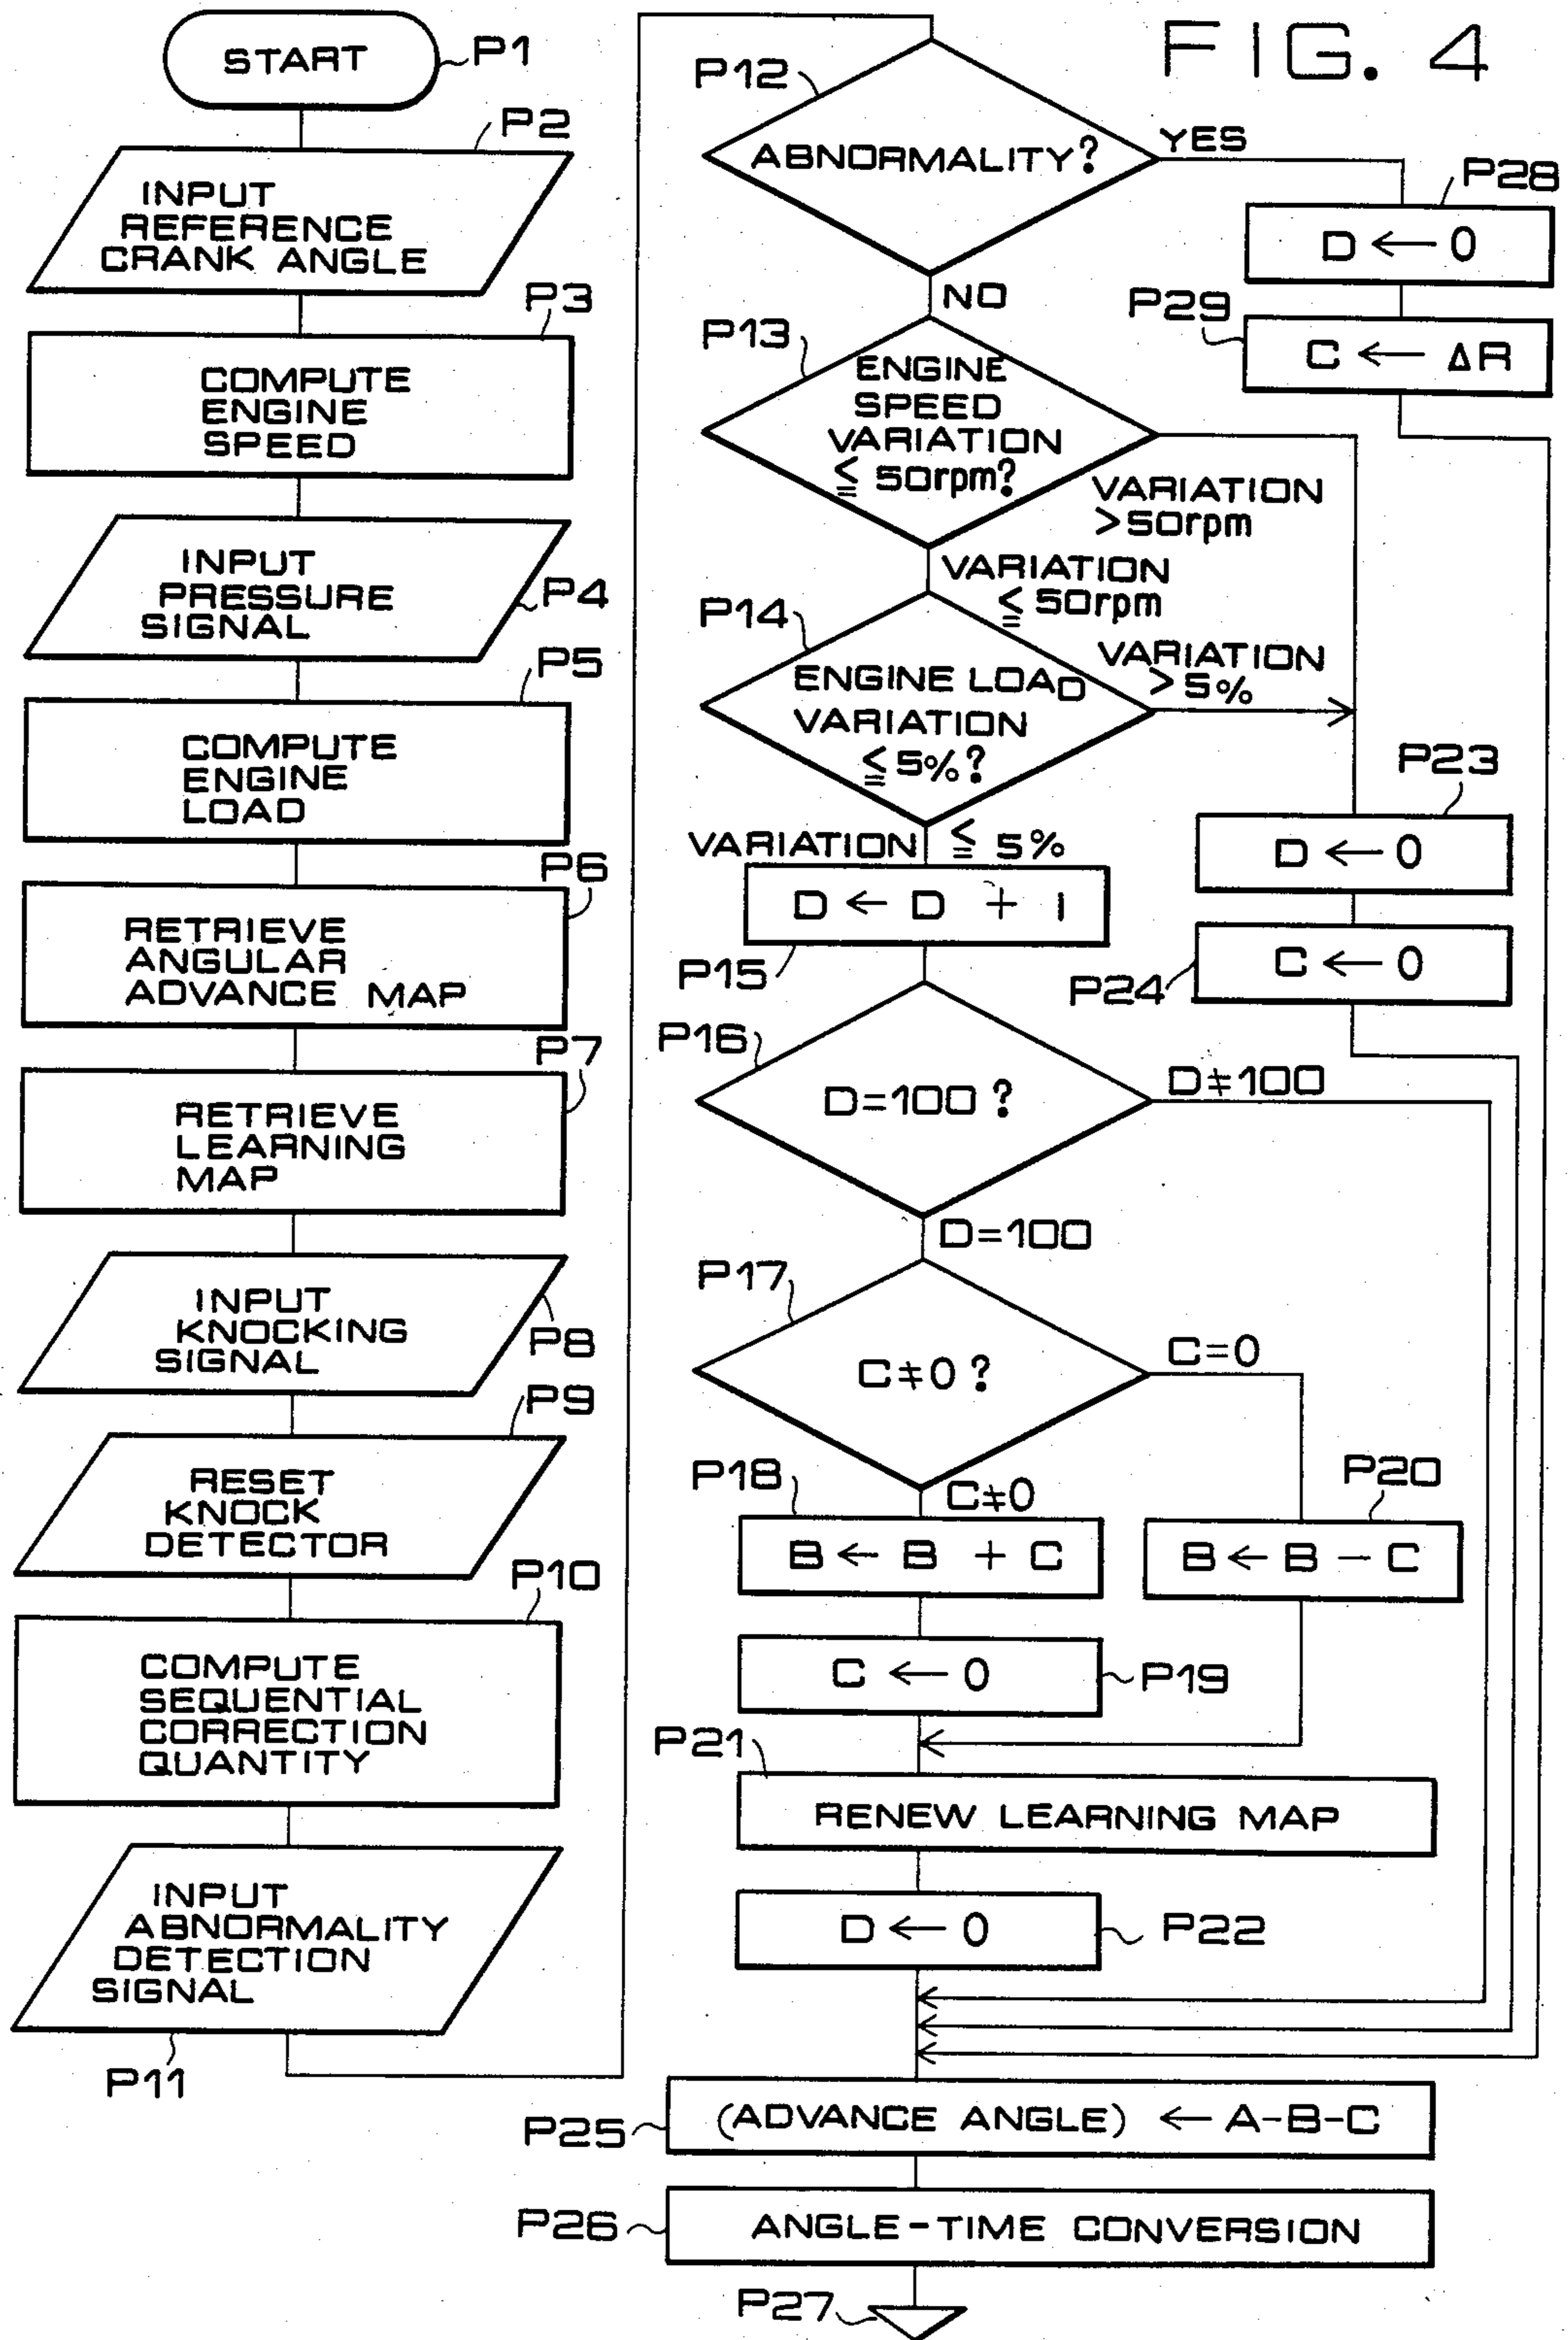 FIG. 4
START
P1
P2
INPUT
REFERENCE
CRANK ANGLE
P3
COMPUTE
ENGINE
SPEED
INPUT
PRESSURE
SIGNAL
P4
P5
COMPUTE
ENGINE
LOAD
P6
RETRIEVE
ANGULAR
ADVANCE MAP
P7
RETRIEVE
LEARNING
MAP
INPUT
KNOCKING
SIGNAL
P8
P9
RESET
KNOCK
DETECTOR
P10
COMPUTE
SEQUENTIAL
CORRECTION
QUANTITY
INPUT
ABNORMALITY
DETECTION
SIGNAL
P11
P12
ABNORMALITY?
YES
NO
P28
D ← 0
P29
C ← ΔR
P13
ENGINE
SPEED
VARIATION
≦ 50rpm?
VARIATION
>50rpm
VARIATION
≦ 50rpm
P14
ENGINE LOAD
VARIATION
≦ 5%?
VARIATION
> 5%
VARIATION ≦ 5%
P23
D ← 0
P24
C ← 0
D ← D + 1
P15
P16
D=100 ?
D≠100
D=100
P17
C≠0 ?
C=0
C≠0
P18
B ← B + C
P20
B ← B − C
C ← 0
P19
P21
RENEW LEARNING MAP
D ← 0
P22
P25
(ADVANCE ANGLE) ← A-B-C
P26
ANGLE-TIME CONVERSION
P27